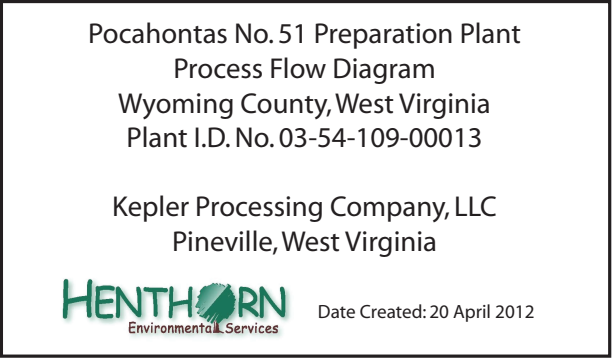 Pocahontas No. 51 Preparation Plant
Process Flow Diagram
Wyoming County, West Virginia
Plant I.D. No. 03-54-109-00013
Kepler Processing Company, LLC
Pineville, West Virginia
HENTHORN
Environmental Services
Date Created: 20 April 2012